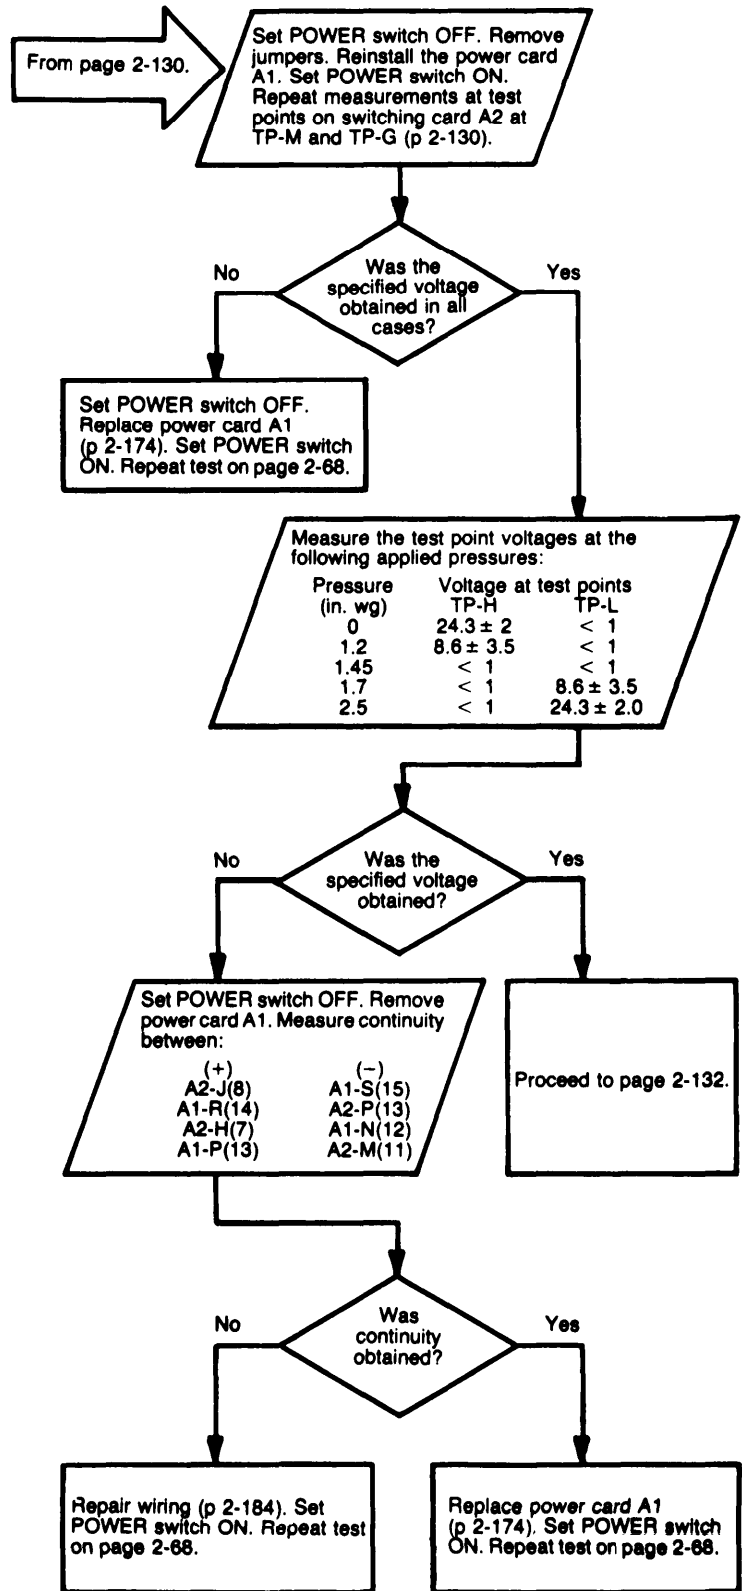 From page 2-130.
Set POWER switch OFF. Remove
jumpers. Reinstall the power card
A1. Set POWER switch ON.
Repeat measurements at test
points on switching card A2 at
TP-M and TP-G (p 2-130).
Was the
specified voltage
obtained in all
cases?
No
Yes
Set POWER switch OFF.
Replace power card A1
(p 2-174). Set POWER switch
ON. Repeat test on page 2-68.
Measure the test point voltages at the
following applied pressures:
Pressure Voltage at test points
(in. wg) TP-H TP-L
0 24.3 ± 2 < 1
1.2 8.6 ± 3.5 < 1
1.45 < 1 < 1
1.7 < 1 8.6 ± 3.5
2.5 < 1 24.3 ± 2.0
Was the
specified voltage
obtained?
No
Yes
Set POWER switch OFF. Remove
power card A1. Measure continuity
between:
(+) (−)
A2-J(8) A1-S(15)
A1-R(14) A2-P(13)
A2-H(7) A1-N(12)
A1-P(13) A2-M(11)
Proceed to page 2-132.
Was
continuity
obtained?
No
Yes
Repair wiring (p 2-184). Set
POWER switch ON. Repeat test
on page 2-68.
Replace power card A1
(p 2-174). Set POWER switch
ON. Repeat test on page 2-68.